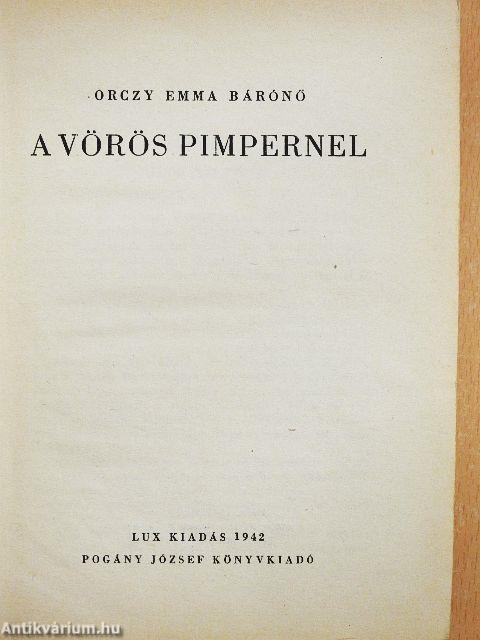 ORCZY EMMA BÁRÓNŐ
A VÖRÖS PIMPERNEL
LUX KIADÁS 1942
POGÁNY JÓZSEF KÖNYVKIADÓ
Antikvárium.hu